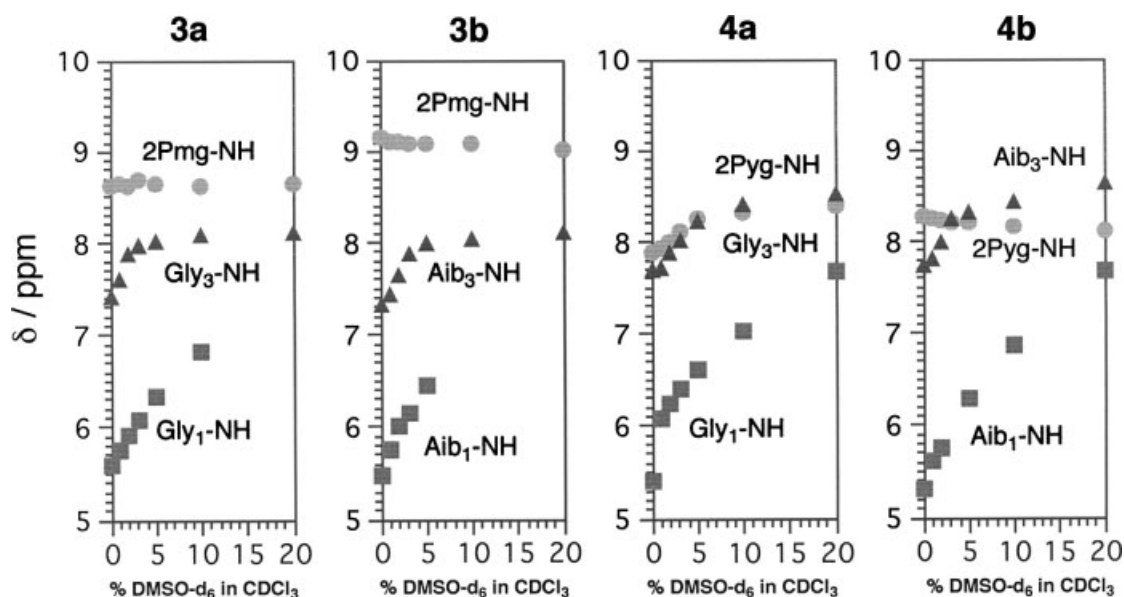 3a 3b 4a 4b
10 10 10 10
2Pmg-NH
Aib₃-NH
9 9 9 9
2Pmg-NH 2Pyg-NH
8 8 8 8
Gly₃-NH Aib₃-NH Gly₃-NH 2Pyg-NH
δ / ppm
7 7 7 7
6 6 6 6
Gly₁-NH Aib₁-NH Gly₁-NH Aib₁-NH
5 5 5 5
0 5 10 15 20 0 5 10 15 20 0 5 10 15 20 0 5 10 15 20
% DMSO-d₆ in CDCl₃ % DMSO-d₆ in CDCl₃ % DMSO-d₆ in CDCl₃ % DMSO-d₆ in CDCl₃